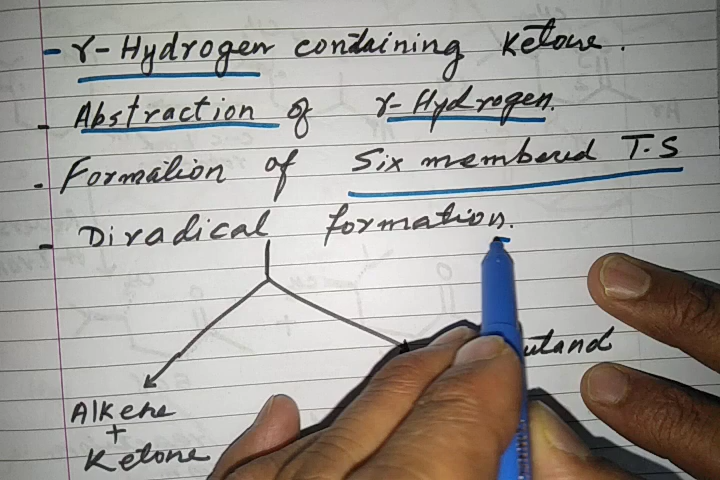 - γ-Hydrogen containing Ketone.
- Abstraction of γ-Hydrogen.
- Formation of Six membered T.S
- Diradical formation.
Alkene
+
Ketone